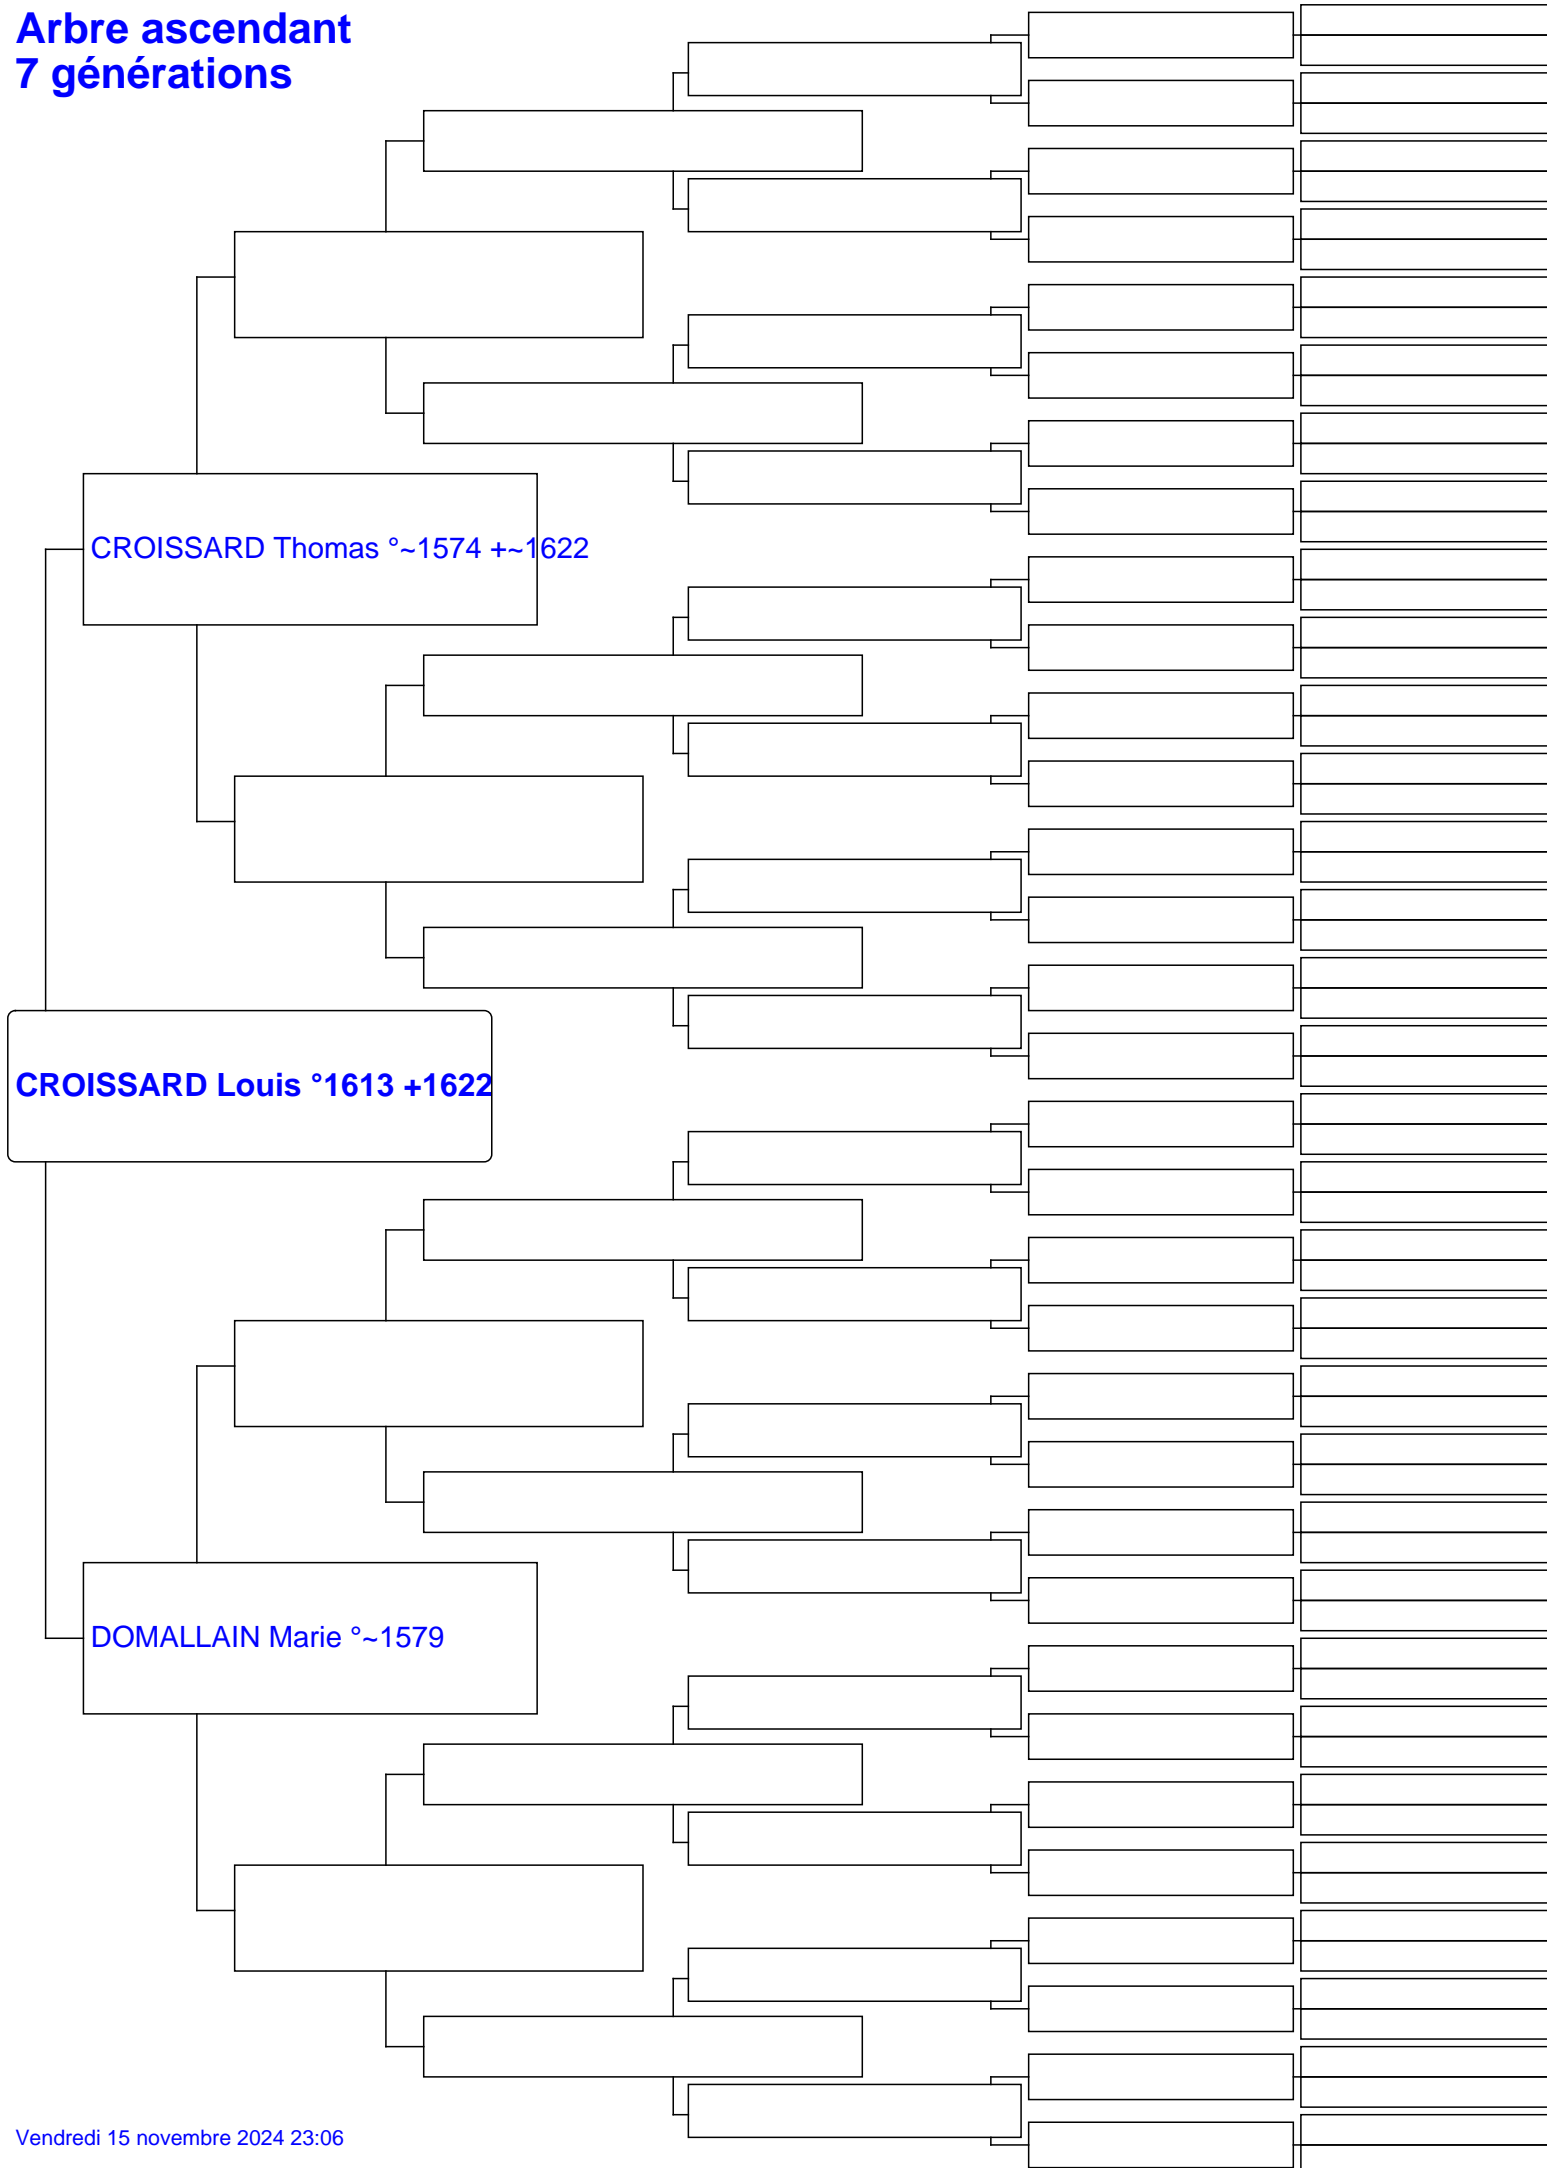 Arbre ascendant
7 générations
CROISSARD Thomas °~1574 +~1622
CROISSARD Louis °1613 +1622
DOMALLAIN Marie °~1579
Vendredi 15 novembre 2024 23:06